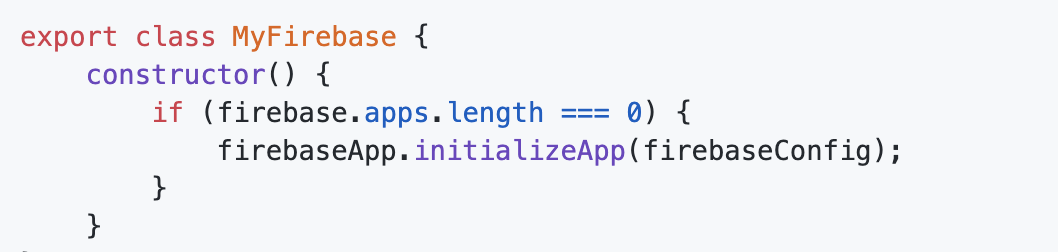 export class MyFirebase {
    constructor() {
        if (firebase.apps.length === 0) {
            firebaseApp.initializeApp(firebaseConfig);
        }
    }